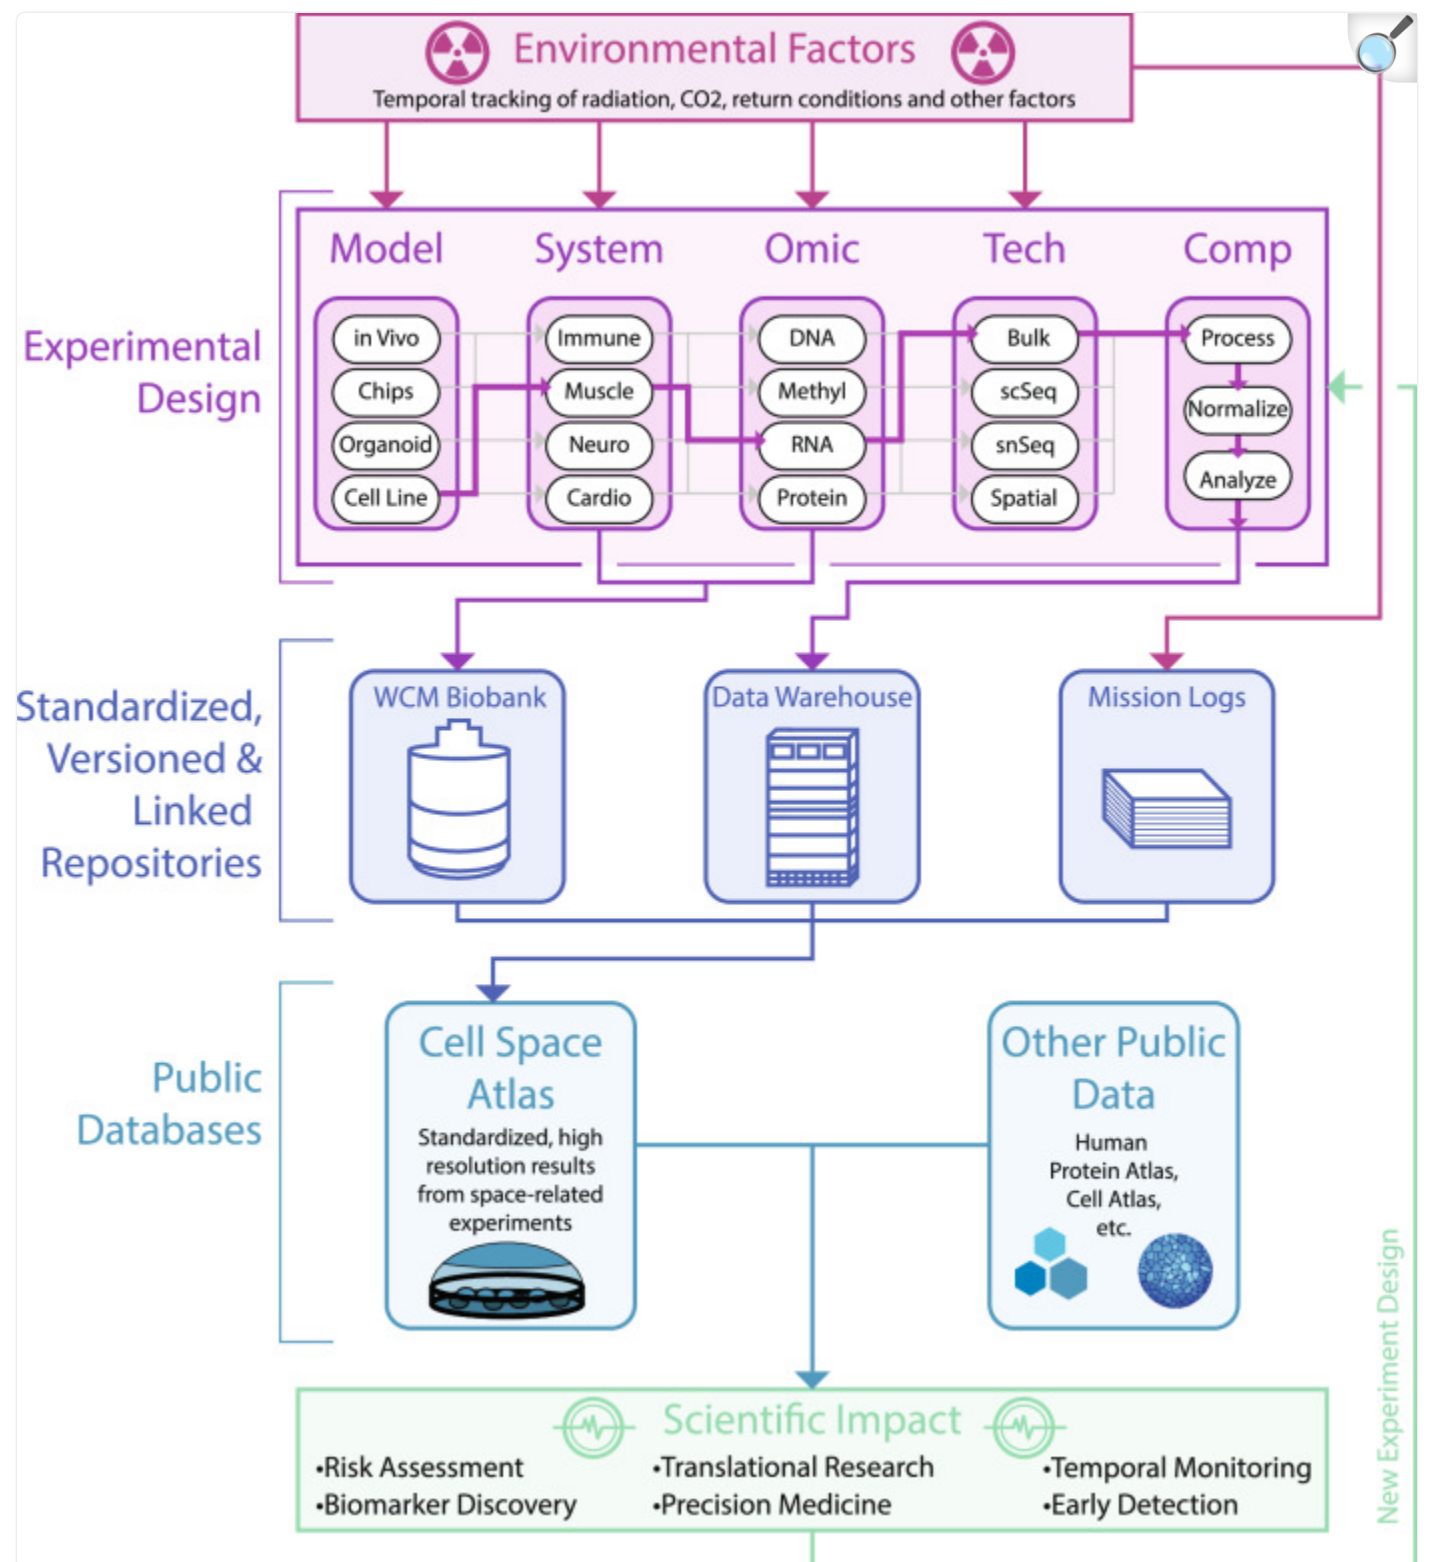 Environmental Factors
Temporal tracking of radiation, CO2, return conditions and other factors
Experimental
Design
Model
System
Omic
Tech
Comp
in Vivo
Chips
Organoid
Cell Line
Immune
Muscle
Neuro
Cardio
DNA
Methyl
RNA
Protein
Bulk
scSeq
snSeq
Spatial
Process
Normalize
Analyze
Standardized,
Versioned &
Linked
Repositories
WCM Biobank
Data Warehouse
Mission Logs
Public
Databases
Cell Space
Atlas
Standardized, high
resolution results
from space-related
experiments
Other Public
Data
Human
Protein Atlas,
Cell Atlas,
etc.
New Experiment Design
Scientific Impact
•Risk Assessment
•Biomarker Discovery
•Translational Research
•Precision Medicine
•Temporal Monitoring
•Early Detection